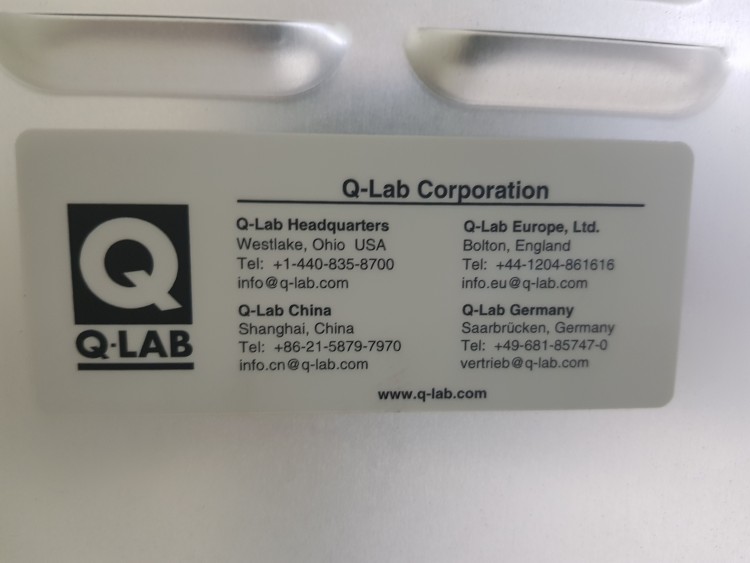 Q
Q-LAB
Q-Lab Corporation
Q-Lab Headquarters
Westlake, Ohio USA
Tel: +1-440-835-8700
info@q-lab.com
Q-Lab Europe, Ltd.
Bolton, England
Tel: +44-1204-861616
info.eu@q-lab.com
Q-Lab China
Shanghai, China
Tel: +86-21-5879-7970
info.cn@q-lab.com
Q-Lab Germany
Saarbrücken, Germany
Tel: +49-681-85747-0
vertrieb@q-lab.com
www.q-lab.com